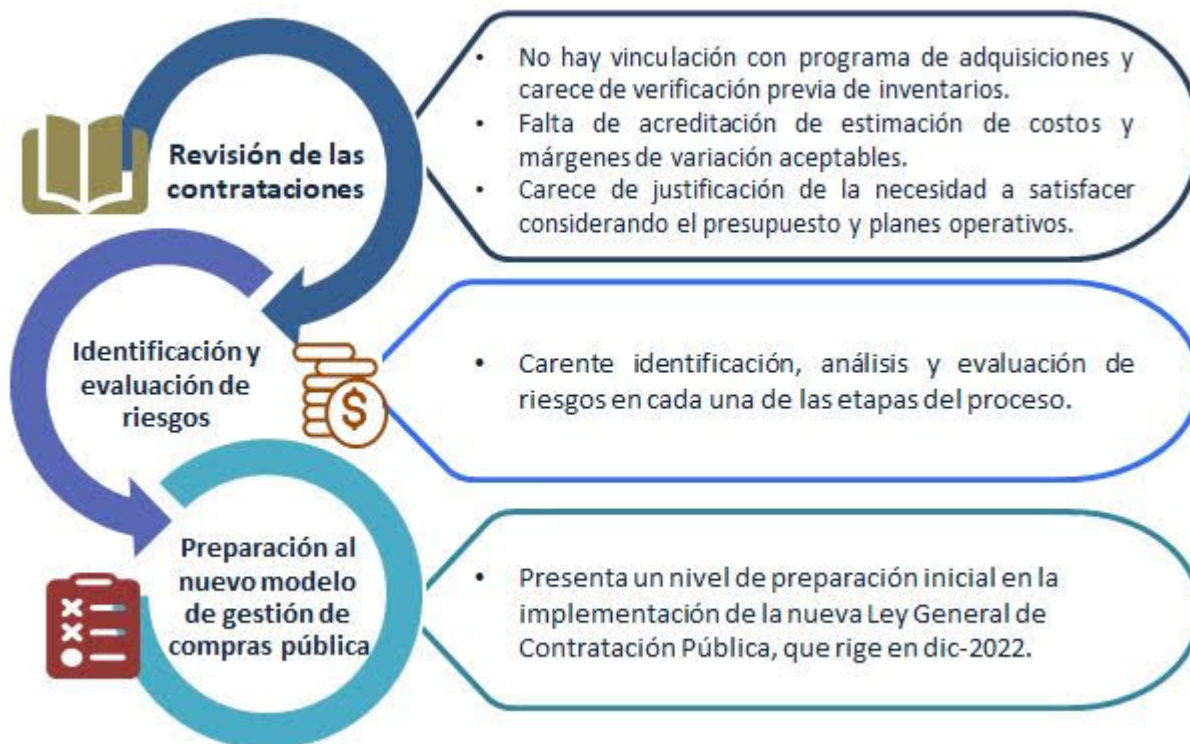 Revisión de las
contrataciones
• No hay vinculación con programa de adquisiciones y
carece de verificación previa de inventarios.
• Falta de acreditación de estimación de costos y
márgenes de variación aceptables.
• Carece de justificación de la necesidad a satisfacer
considerando el presupuesto y planes operativos.
Identificación y
evaluación de
riesgos
$
• Carente identificación, análisis y evaluación de
riesgos en cada una de las etapas del proceso.
Preparación al
nuevo modelo
de gestión de
compras pública
• Presenta un nivel de preparación inicial en la
implementación de la nueva Ley General de
Contratación Pública, que rige en dic-2022.